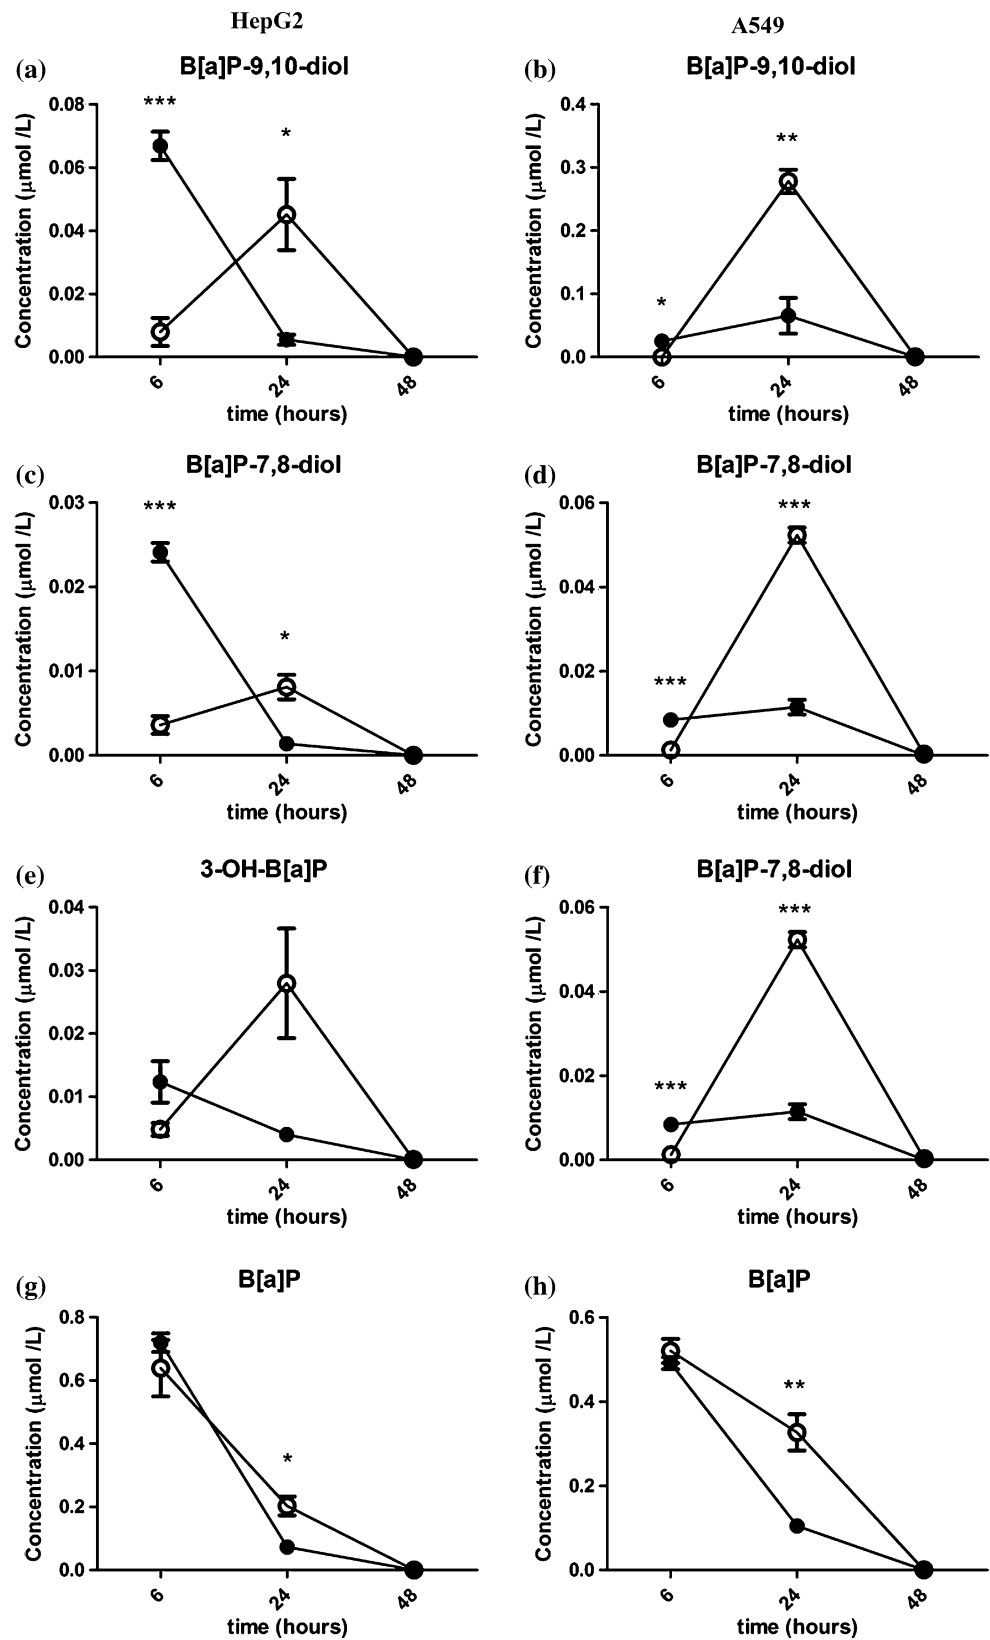 HepG2
A549
(a) B[a]P-9,10-diol
***
*
Concentration (µmol /L)
0.08
0.06
0.04
0.02
0.00
6 24 48
time (hours)
(b) B[a]P-9,10-diol
**
*
Concentration (µmol /L)
0.4
0.3
0.2
0.1
0.0
6 24 48
time (hours)
(c) B[a]P-7,8-diol
***
*
Concentration (µmol /L)
0.03
0.02
0.01
0.00
6 24 48
time (hours)
(d) B[a]P-7,8-diol
***
***
Concentration (µmol /L)
0.06
0.04
0.02
0.00
6 24 48
time (hours)
(e) 3-OH-B[a]P
Concentration (µmol /L)
0.04
0.03
0.02
0.01
0.00
6 24 48
time (hours)
(f) B[a]P-7,8-diol
***
***
Concentration (µmol /L)
0.06
0.04
0.02
0.00
6 24 48
time (hours)
(g) B[a]P
*
Concentration (µmol /L)
0.8
0.6
0.4
0.2
0.0
6 24 48
time (hours)
(h) B[a]P
**
Concentration (µmol /L)
0.6
0.4
0.2
0.0
6 24 48
time (hours)